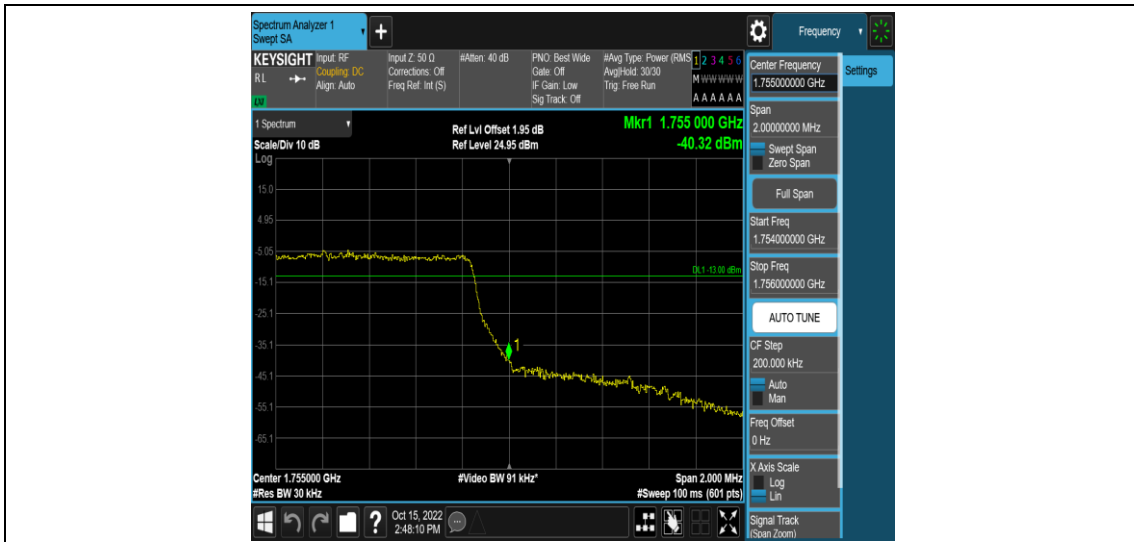 Spectrum Analyzer 1
Swept SA
+
Frequency
KEYSIGHT
RL
LXI
Input: RF
Coupling: DC
Align: Auto
Input Z: 50 Ω
Corrections: Off
Freq Ref: Int (S)
#Atten: 40 dB
PNO: Best Wide
Gate: Off
IF Gain: Low
Sig Track: Off
#Avg Type: Power (RMS
Avg|Hold: 30/30
Trig: Free Run
1 2 3 4 5 6
M W W W W W
A A A A A A
Center Frequency
1.755000000 GHz
Settings
Span
2.00000000 MHz
Swept Span
Zero Span
Full Span
Start Freq
1.754000000 GHz
Stop Freq
1.756000000 GHz
AUTO TUNE
CF Step
200.000 kHz
Auto
Man
Freq Offset
0 Hz
X Axis Scale
Log
Lin
Signal Track
(Span Zoom)
1 Spectrum
Scale/Div 10 dB
Log
Ref Lvl Offset 1.95 dB
Ref Level 24.95 dBm
Mkr1 1.755 000 GHz
-40.32 dBm
15.0
4.95
-5.05
DL1 -13.00 dBm
-15.1
-25.1
-35.1
1
-45.1
-55.1
-65.1
Center 1.755000 GHz
#Res BW 30 kHz
#Video BW 91 kHz*
Span 2.000 MHz
#Sweep 100 ms (601 pts)
?
Oct 15, 2022
2:48:10 PM